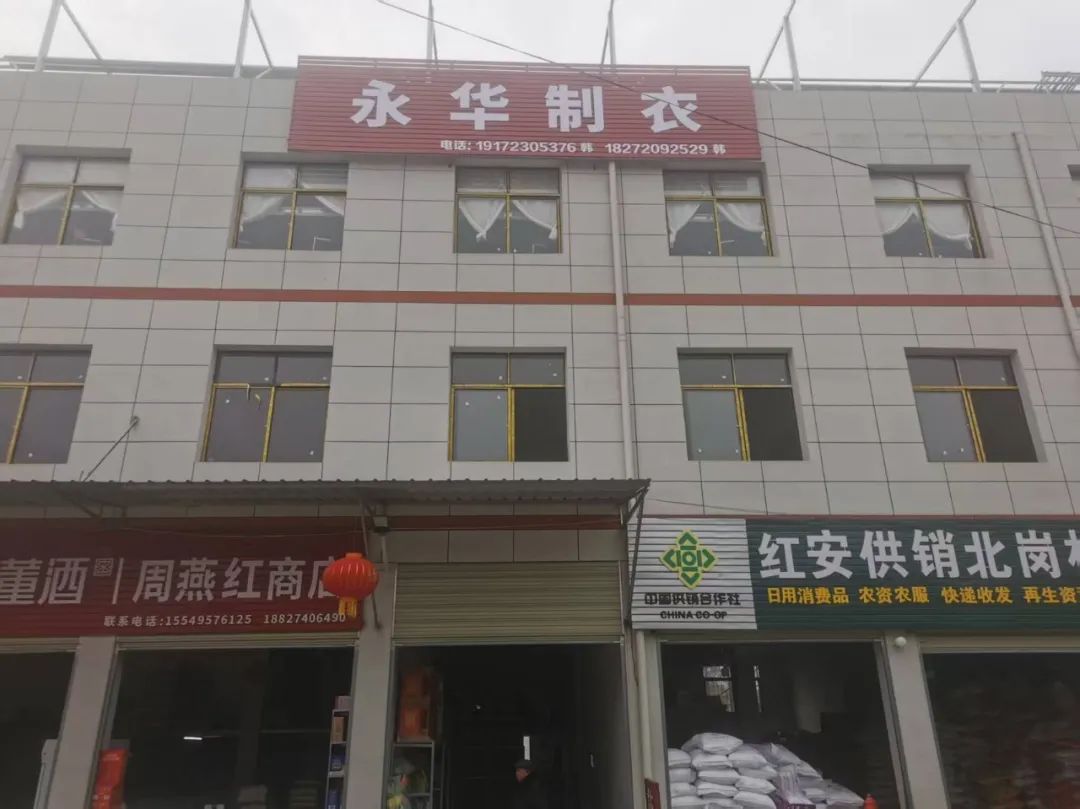 永华制衣
电话：19172305376 韩 18272092529 韩
董酒 周燕红商店
联系电话:15549576125 18827406490
中国供销合作社
CHINA CO-OP
红安供销北岗
日用消费品 农资农服 快递收发 再生资